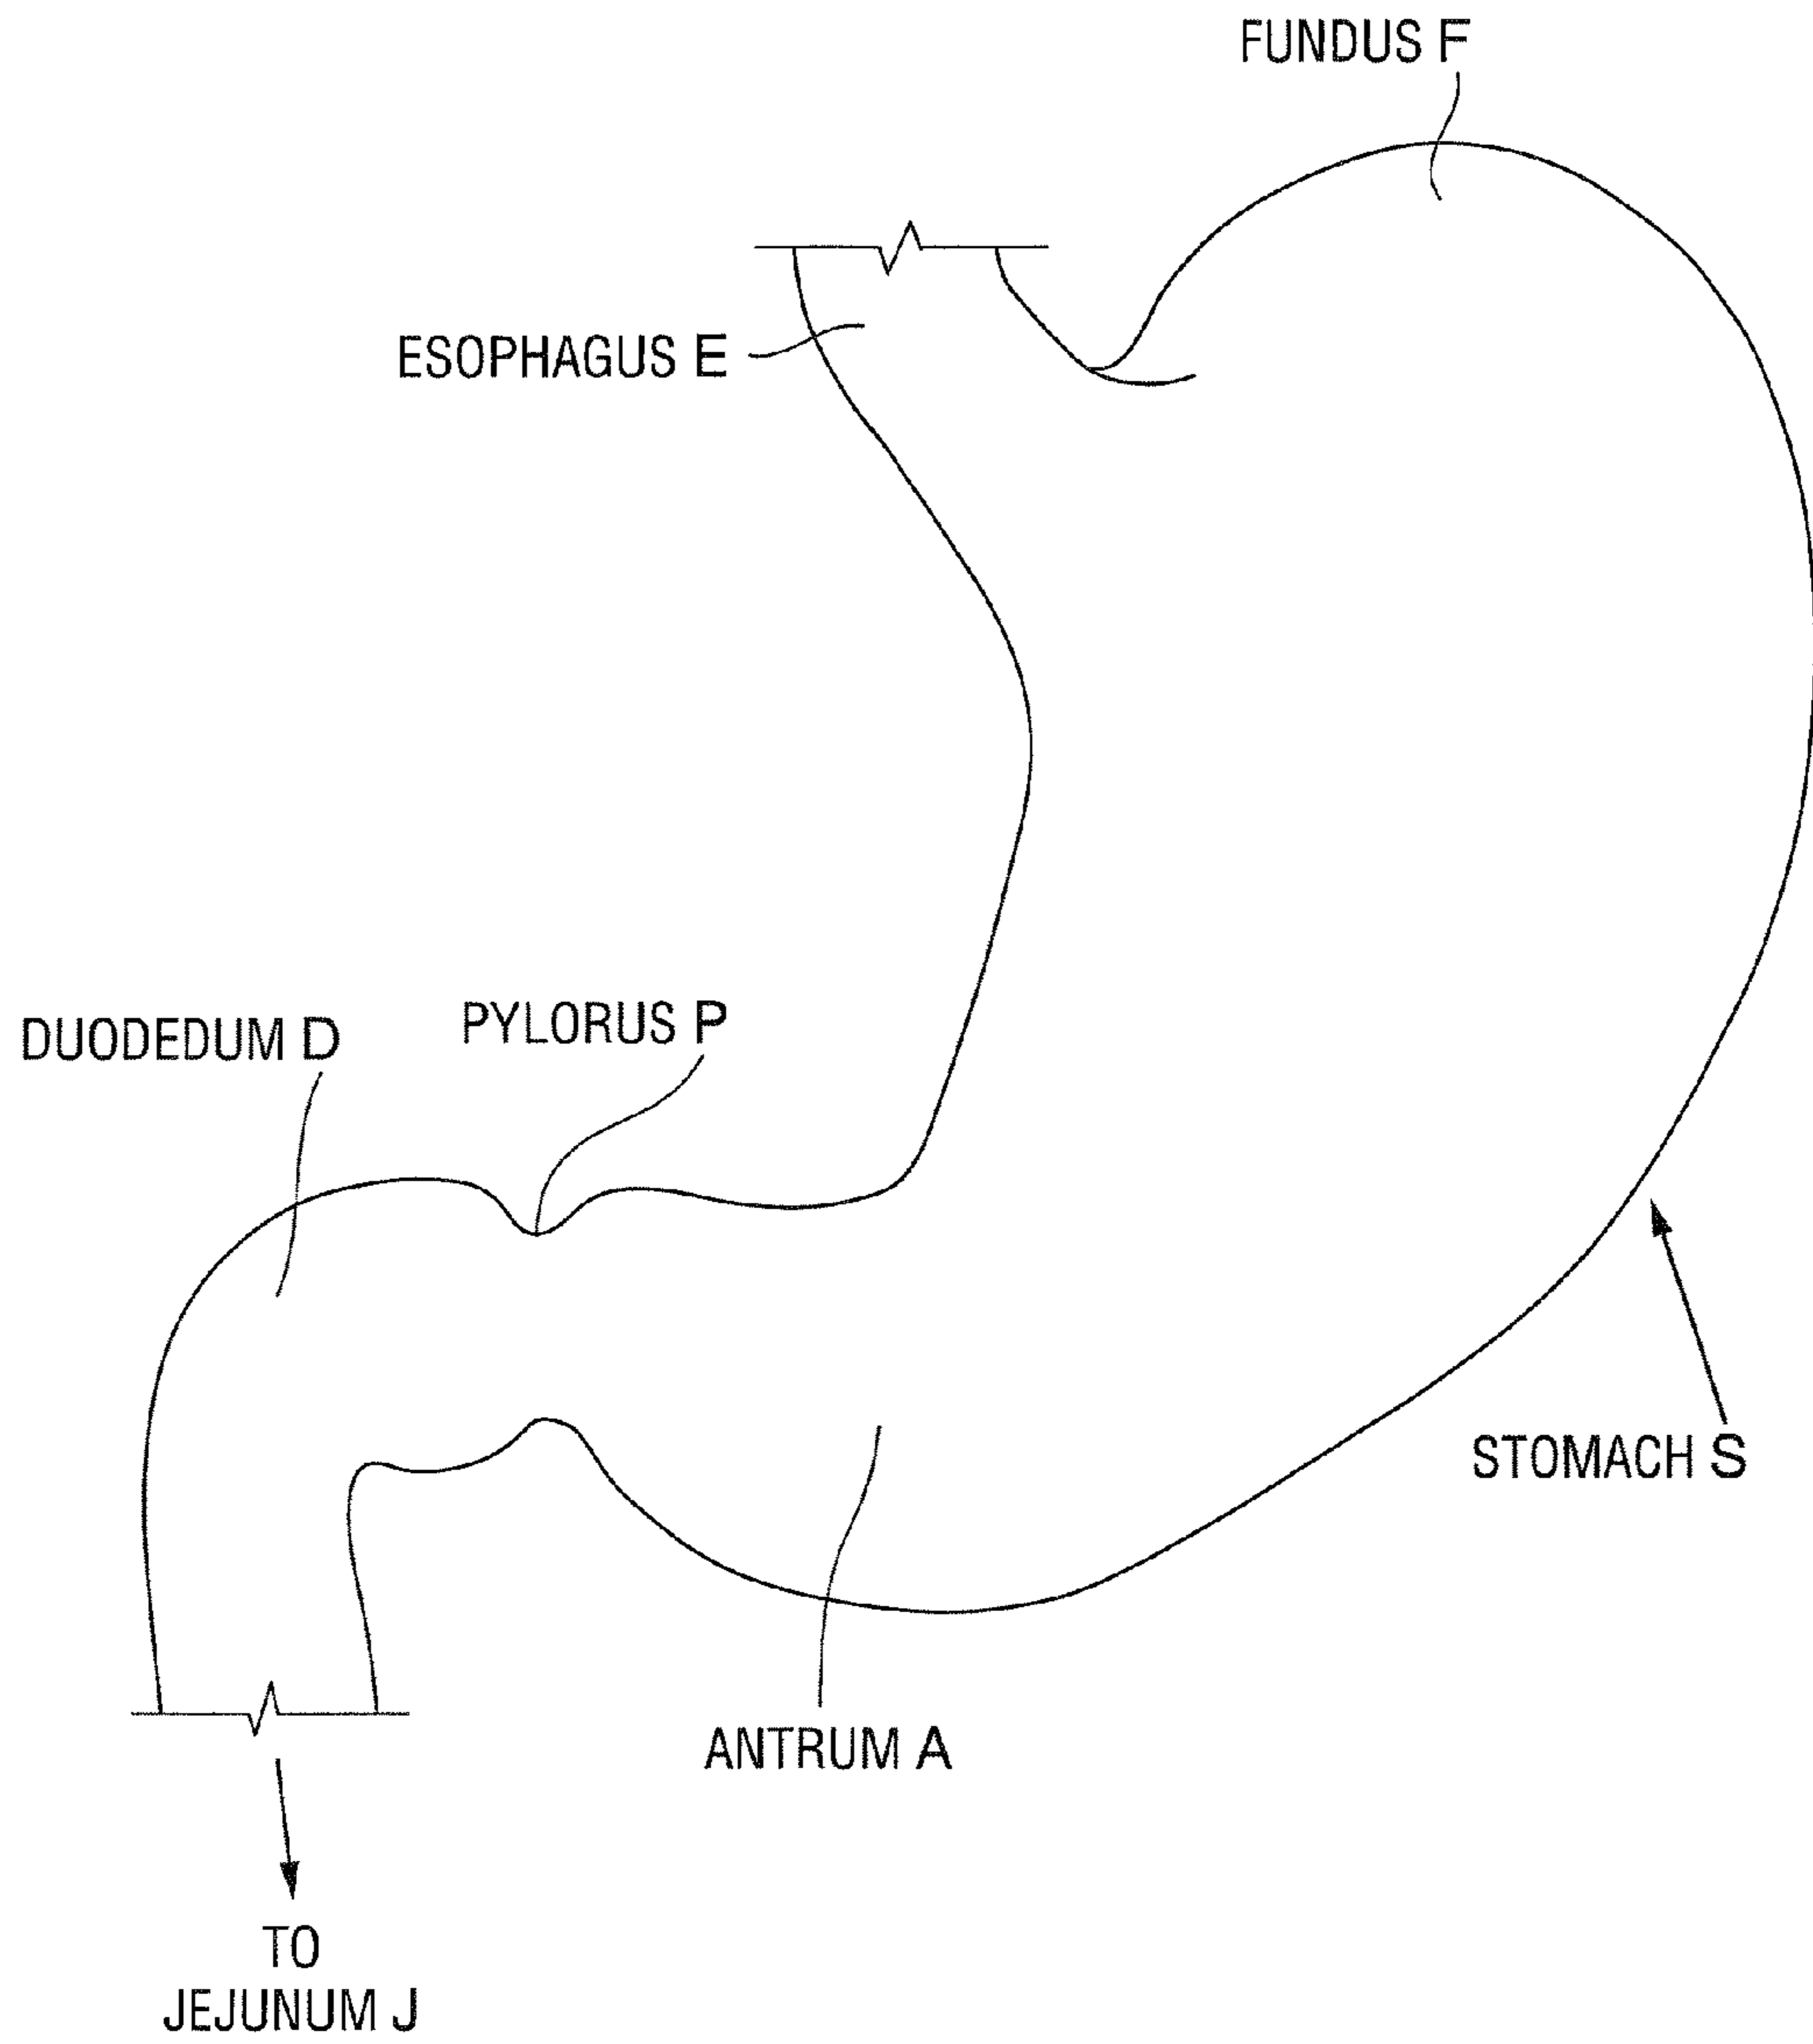 FUNDUS F
ESOPHAGUS E
DUODEDUM D
PYLORUS P
STOMACH S
ANTRUM A
TO
JEJUNUM J